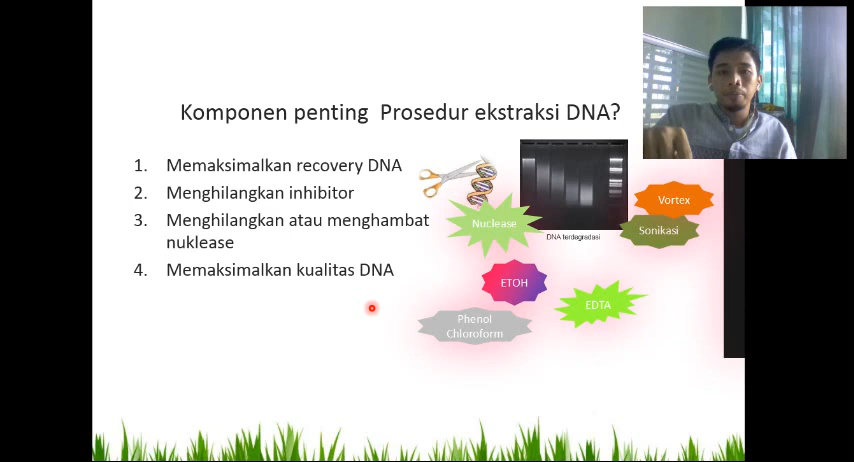 Komponen penting  Prosedur ekstraksi DNA?
1. Memaksimalkan recovery DNA
2. Menghilangkan inhibitor
3. Menghilangkan atau menghambat
nuklease
4. Memaksimalkan kualitas DNA
Nuclease
DNA terdegradasi
Vortex
Sonikasi
ETOH
EDTA
Phenol
Chloroform